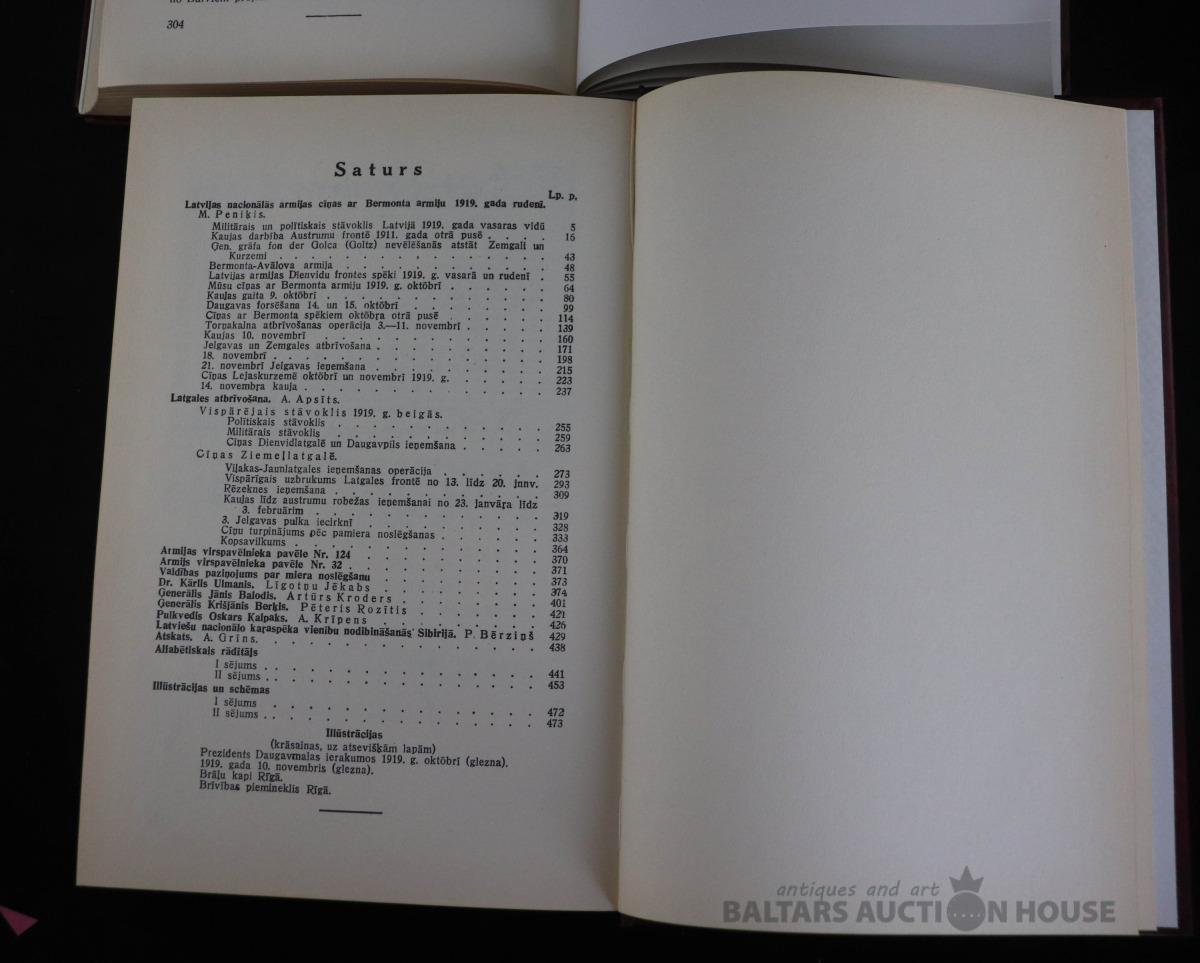 304
Saturs
Lp. p.
Latvijas nacionālās armijas cīņas ar Bermonta armiju 1919. gada rudenī.
M. Peniķis.
Militārais un polītiskais stāvoklis Latvijā 1919. gada vasaras vidū 5
Kaujas darbība Austrumu frontē 1911. gada otrā pusē . . . . 16
Ģen. grāfa fon der Golca (Goltz) nevēlēšanās atstāt Zemgali un
Kurzemi . . . . . . . . . . . . . 43
Bermonta-Avālova armija . . . . . . . . . . 48
Latvijas armijas Dienvidu frontes spēki 1919. g. vasarā un rudenī . 55
Mūsu cīņas ar Bermonta armiju 1919. g. oktōbrī . . . . . . 64
Kaujas gaita 9. oktōbrī . . . . . . . . . . . 80
Daugavas forsēšana 14. un 15. oktōbrī . . . . . . . 99
Cīņas ar Bermonta spēkiem oktōbŗa otrā pusē . . . . . . 114
Torņakalna atbrīvošanas operācija 3.—11. novembrī . . . . . 139
Kaujas 10. novembrī . . . . . . . . . . . 160
Jelgavas un Zemgales atbrīvošana . . . . . . . . . 171
18. novembrī . . . . . . . . . . . . . 198
21. novembrī Jelgavas ieņemšana . . . . . . . . . 215
Cīņas Lejaskurzemē oktōbrī un novembrī 1919. g. . . . . . 223
14. novembŗa kauja . . . . . . . . . . . . 237
Latgales atbrīvošana. A. Apsīts.
Vispārējais stāvoklis 1919. g. beigās.
Polītiskais stāvoklis . . . . . . . . . . . 255
Militārais stāvoklis . . . . . . . . . . . 259
Cīņas Dienvidlatgalē un Daugavpils ieņemšana . . . . . 263
Cīņas Ziemeļlatgalē.
Viļakas-Jaunlatgales ieņemšanas operācija . . . . . . 273
Vispārīgais uzbrukums Latgales frontē no 13. līdz 20. jnnv. 293
Rēzeknes ieņemšana . . . . . . . . . . . 309
Kaujas līdz austrumu robežas ieņemšanai no 23. janvāŗa līdz
3. februārim . . . . . . . . . . . . 319
3. Jelgavas pulka iecirknī . . . . . . . . . 328
Cīņu turpinājums pēc pamiera noslēgšanas . . . . . . 333
Kopsavilkums . . . . . . . . . . . . . 364
Armijas virspavēlnieka pavēle Nr. 124 . . . . . . . . . 370
Armijs virspavēlnieka pavēle Nr. 32 . . . . . . . . . . 371
Valdības paziņojums par miera noslēgšanu . . . . . . . . 373
Dr. Kārlis Ulmanis. Līgotņu Jēkabs . . . . . . . . 374
Ģenerālis Jānis Balodis. Artūrs Kroders . . . . . . . 401
Ģenerālis Krišjānis Berķis. Pēteris Rozītis . . . . . . 421
Pulkvedis Oskars Kalpaks. A. Krīpens . . . . . . . . 426
Latviešu nacionālo kaŗaspēka vienību nodibināšanās Sibirijā. P. Bērziņš 429
Atskats. A. Grīns. . . . . . . . . . . . . . 438
Alfabētiskais rādītājs
I sējums . . . . . . . . . . . . . . . 441
II sējums . . . . . . . . . . . . . . . 453
Illūstrācijas un schēmas
I sējums . . . . . . . . . . . . . . . 472
II sējums . . . . . . . . . . . . . . . 473
Illūstrācijas
(krāsainas, uz atsevišķām lapām)
Prezidents Daugavmalas ierakumos 1919. g. oktōbrī (glezna).
1919. gada 10. novembris (glezna).
Brāļu kapi Rīgā.
Brīvības piemineklis Rīgā.
antiques and art
BALTARS AUCTION HOUSE